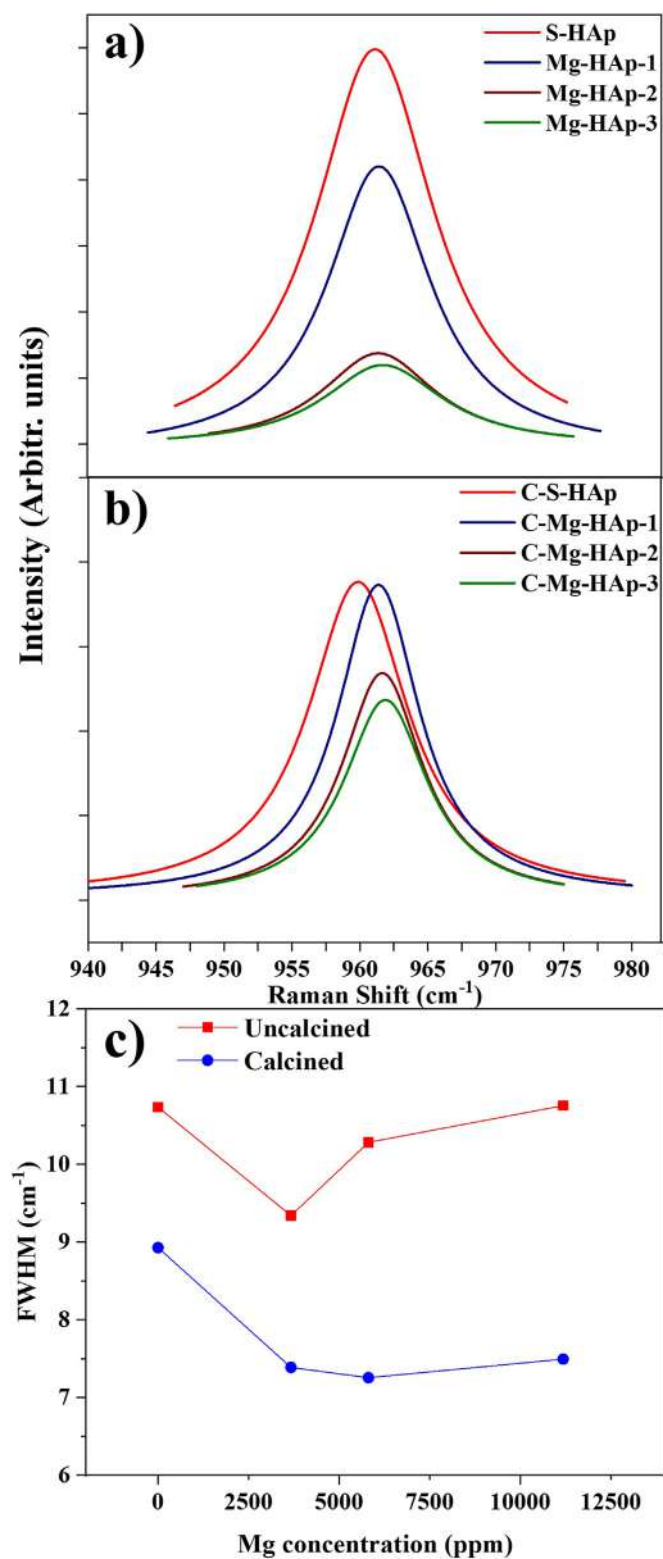 a)
S-HAp
Mg-HAp-1
Mg-HAp-2
Mg-HAp-3
Intensity (Arbitr. units)
b)
C-S-HAp
C-Mg-HAp-1
C-Mg-HAp-2
C-Mg-HAp-3
940 945 950 955 960 965 970 975 980
Raman Shift (cm⁻¹)
c)
Uncalcined
Calcined
12
11
10
9
8
7
6
FWHM (cm⁻¹)
0 2500 5000 7500 10000 12500
Mg concentration (ppm)